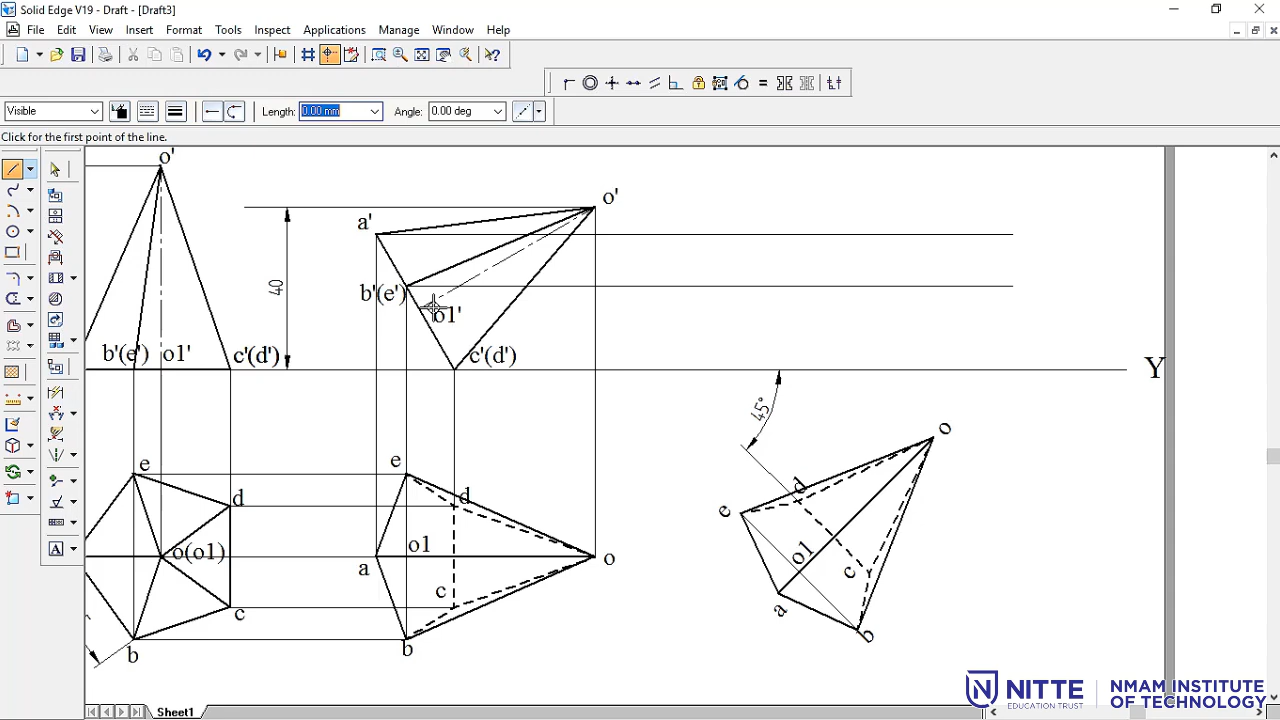 Solid Edge V19 - Draft - [Draft3]
File Edit View Insert Format Tools Inspect Applications Manage Window Help
Visible Length: 0.00 mm Angle: 0.00 deg
Click for the first point of the line.
o'
o'
a'
40
b'(e')
o1'
b'(e') o1' c'(d')
c'(d')
Y
45°
o
e
e
d
d
d
e
o(o1)
o1
o1
o
a
c
c
c
a
b
b
b
NITTE
EDUCATION TRUST
NMAM INSTITUTE
OF TECHNOLOGY
Sheet1